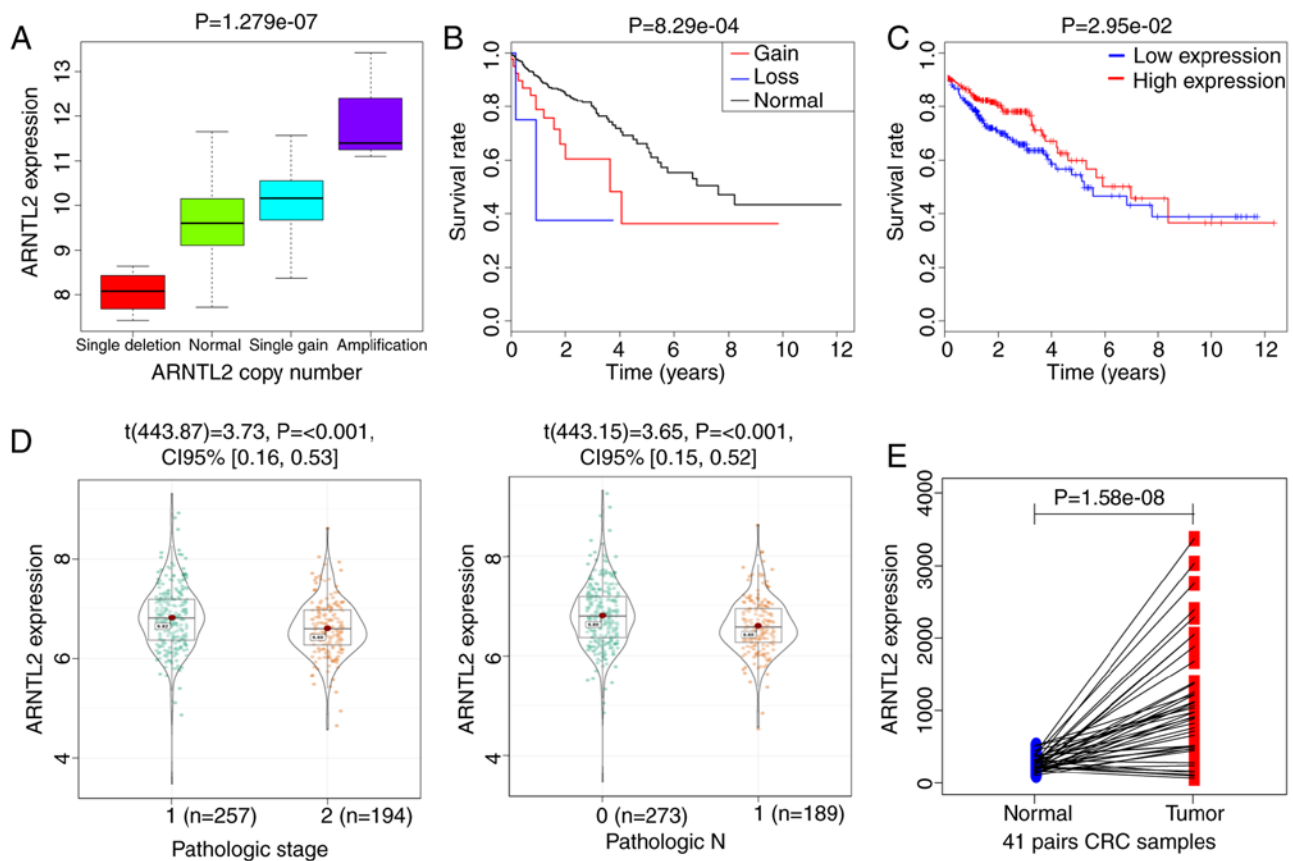 A
P=1.279e-07
ARNTL2 expression
13
12
11
10
9
8
Single deletion Normal Single gain Amplification
ARNTL2 copy number
B
P=8.29e-04
Gain
Loss
Normal
Survival rate
1.0
0.8
0.6
0.4
0.2
0.0
0 2 4 6 8 10 12
Time (years)
C
P=2.95e-02
Low expression
High expression
Survival rate
1.0
0.8
0.6
0.4
0.2
0.0
0 2 4 6 8 10 12
Time (years)
D
t(443.87)=3.73, P=<0.001,
CI95% [0.16, 0.53]
ARNTL2 expression
8
6
4
1 (n=257) 2 (n=194)
Pathologic stage
t(443.15)=3.65, P=<0.001,
CI95% [0.15, 0.52]
ARNTL2 expression
8
6
4
0 (n=273) 1 (n=189)
Pathologic N
E
P=1.58e-08
ARNTL2 expression
4000
3000
2000
1000
0
Normal Tumor
41 pairs CRC samples